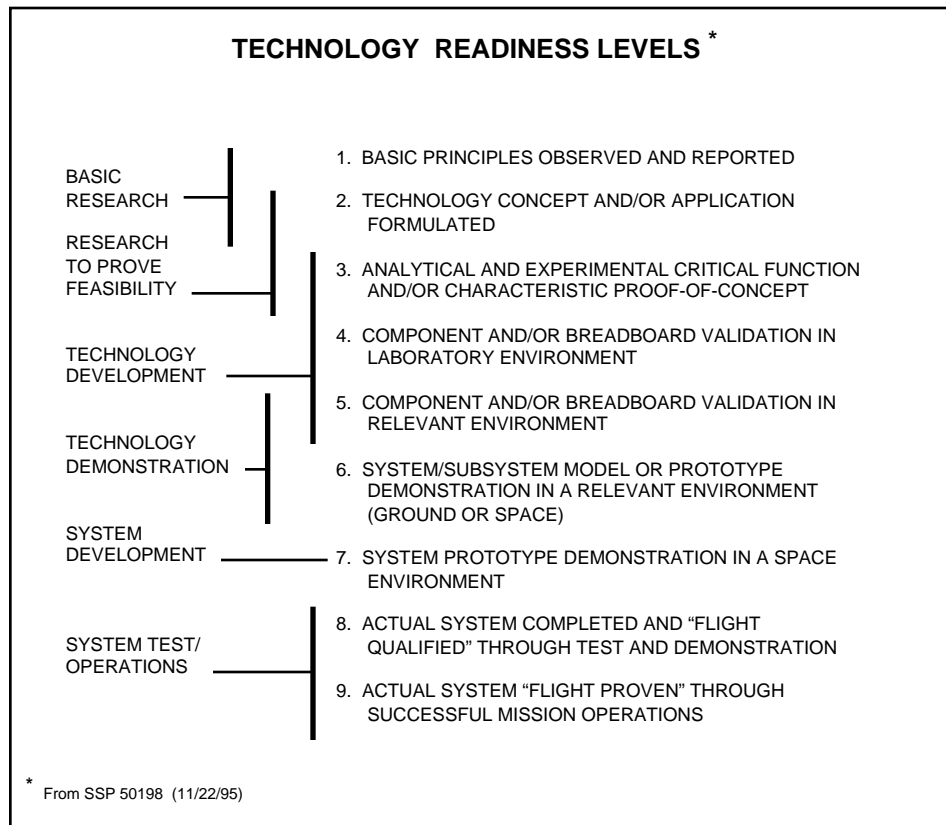 TECHNOLOGY READINESS LEVELS *
BASIC
RESEARCH
RESEARCH
TO PROVE
FEASIBILITY
TECHNOLOGY
DEVELOPMENT
TECHNOLOGY
DEMONSTRATION
SYSTEM
DEVELOPMENT
SYSTEM TEST/
OPERATIONS
1. BASIC PRINCIPLES OBSERVED AND REPORTED
2. TECHNOLOGY CONCEPT AND/OR APPLICATION
FORMULATED
3. ANALYTICAL AND EXPERIMENTAL CRITICAL FUNCTION
AND/OR CHARACTERISTIC PROOF-OF-CONCEPT
4. COMPONENT AND/OR BREADBOARD VALIDATION IN
LABORATORY ENVIRONMENT
5. COMPONENT AND/OR BREADBOARD VALIDATION IN
RELEVANT ENVIRONMENT
6. SYSTEM/SUBSYSTEM MODEL OR PROTOTYPE
DEMONSTRATION IN A RELEVANT ENVIRONMENT
(GROUND OR SPACE)
7. SYSTEM PROTOTYPE DEMONSTRATION IN A SPACE
ENVIRONMENT
8. ACTUAL SYSTEM COMPLETED AND “FLIGHT
QUALIFIED” THROUGH TEST AND DEMONSTRATION
9. ACTUAL SYSTEM “FLIGHT PROVEN” THROUGH
SUCCESSFUL MISSION OPERATIONS
* From SSP 50198 (11/22/95)